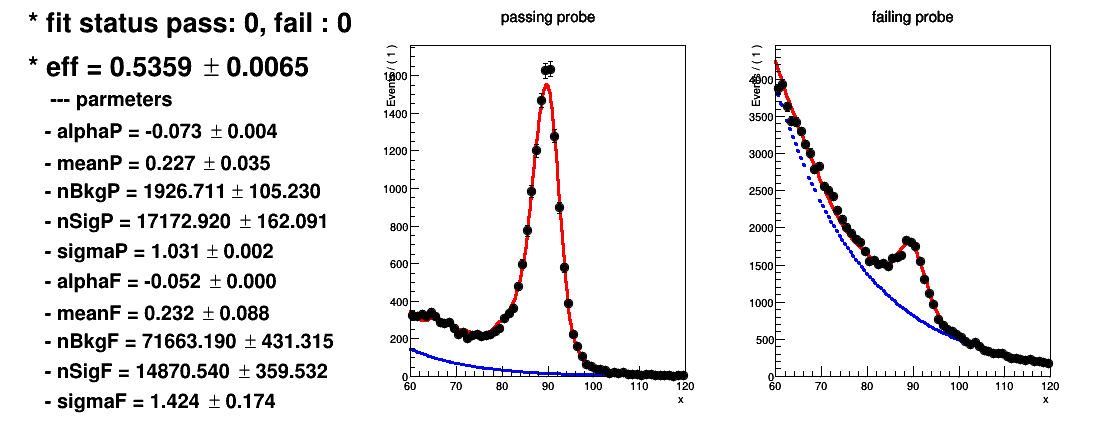 * fit status pass: 0, fail : 0
* eff = 0.5359 ± 0.0065
--- parmeters
- alphaP = -0.073 ± 0.004
- meanP = 0.227 ± 0.035
- nBkgP = 1926.711 ± 105.230
- nSigP = 17172.920 ± 162.091
- sigmaP = 1.031 ± 0.002
- alphaF = -0.052 ± 0.000
- meanF = 0.232 ± 0.088
- nBkgF = 71663.190 ± 431.315
- nSigF = 14870.540 ± 359.532
- sigmaF = 1.424 ± 0.174
passing probe
Events / ( 1 )
1600
1400
1200
1000
800
600
400
200
0
60 70 80 90 100 110 120
x
failing probe
Events / ( 1 )
4000
3500
3000
2500
2000
1500
1000
500
0
60 70 80 90 100 110 120
x